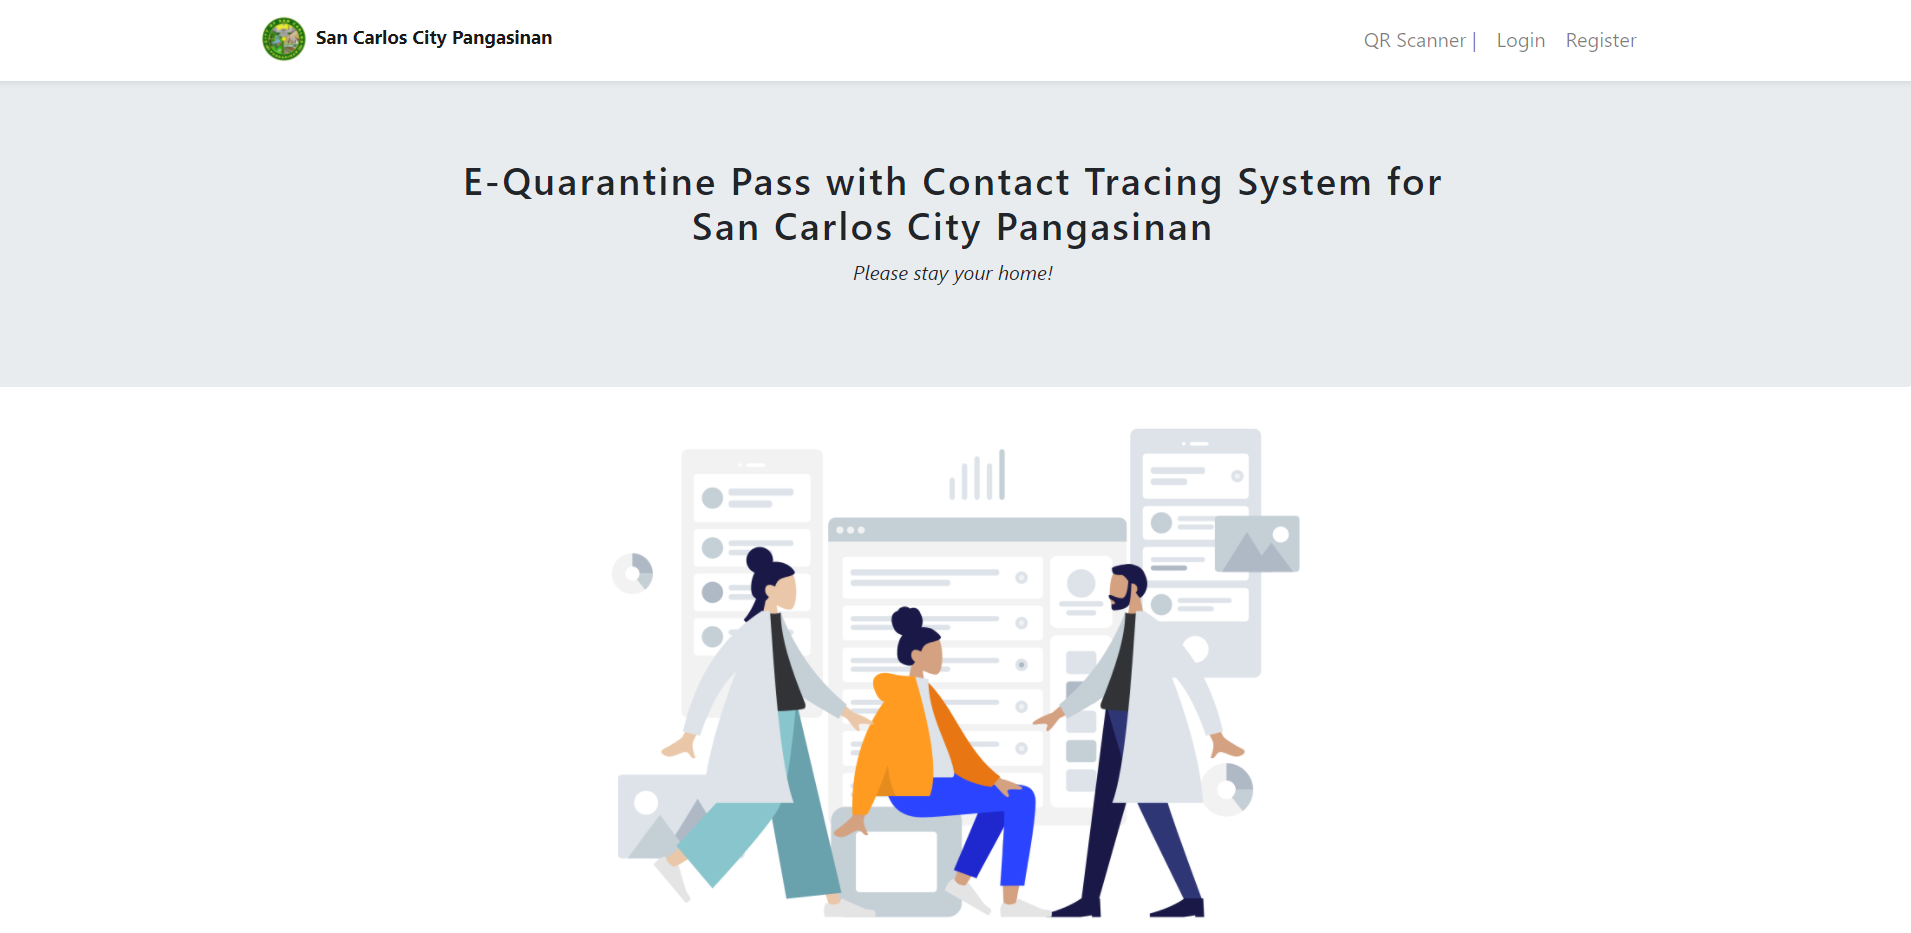 San Carlos City Pangasinan
QR Scanner | Login Register
E-Quarantine Pass with Contact Tracing System for
San Carlos City Pangasinan
Please stay your home!